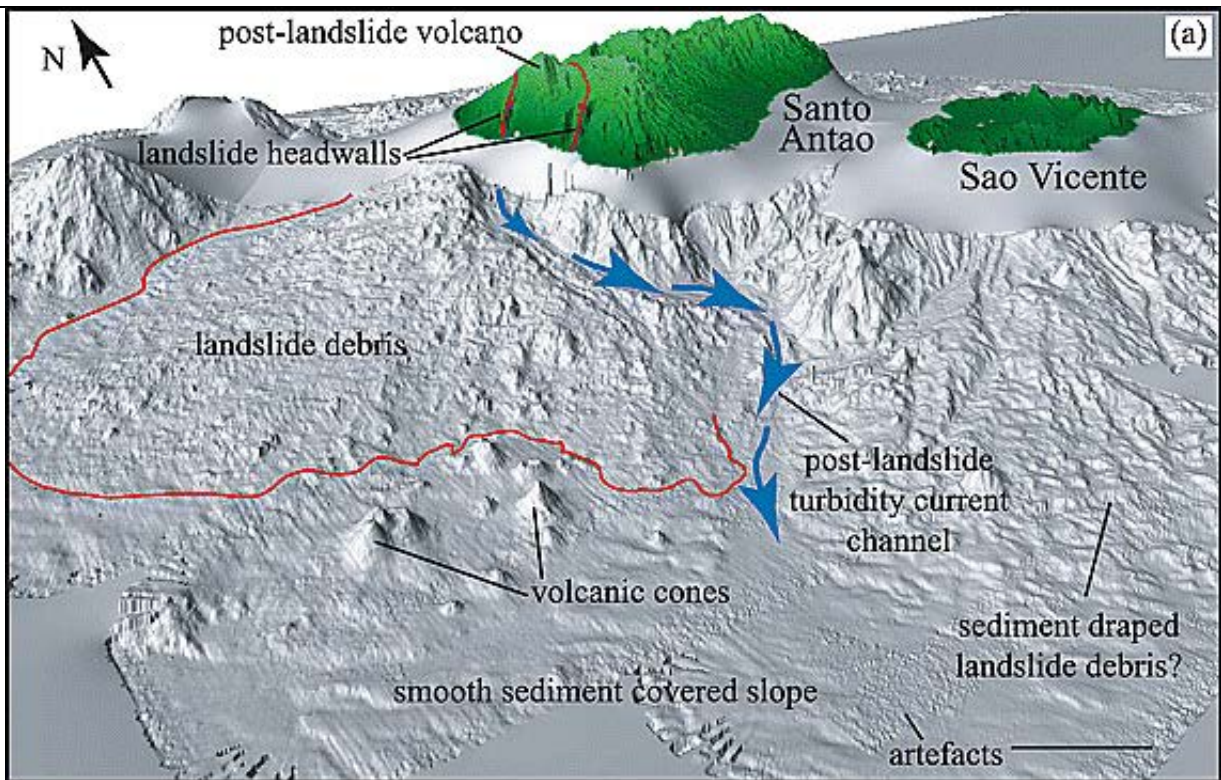 (a)
N
post-landslide volcano
landslide headwalls
Santo
Antao
Sao Vicente
landslide debris
post-landslide
turbidity current
channel
volcanic cones
sediment draped
landslide debris?
smooth sediment covered slope
artefacts